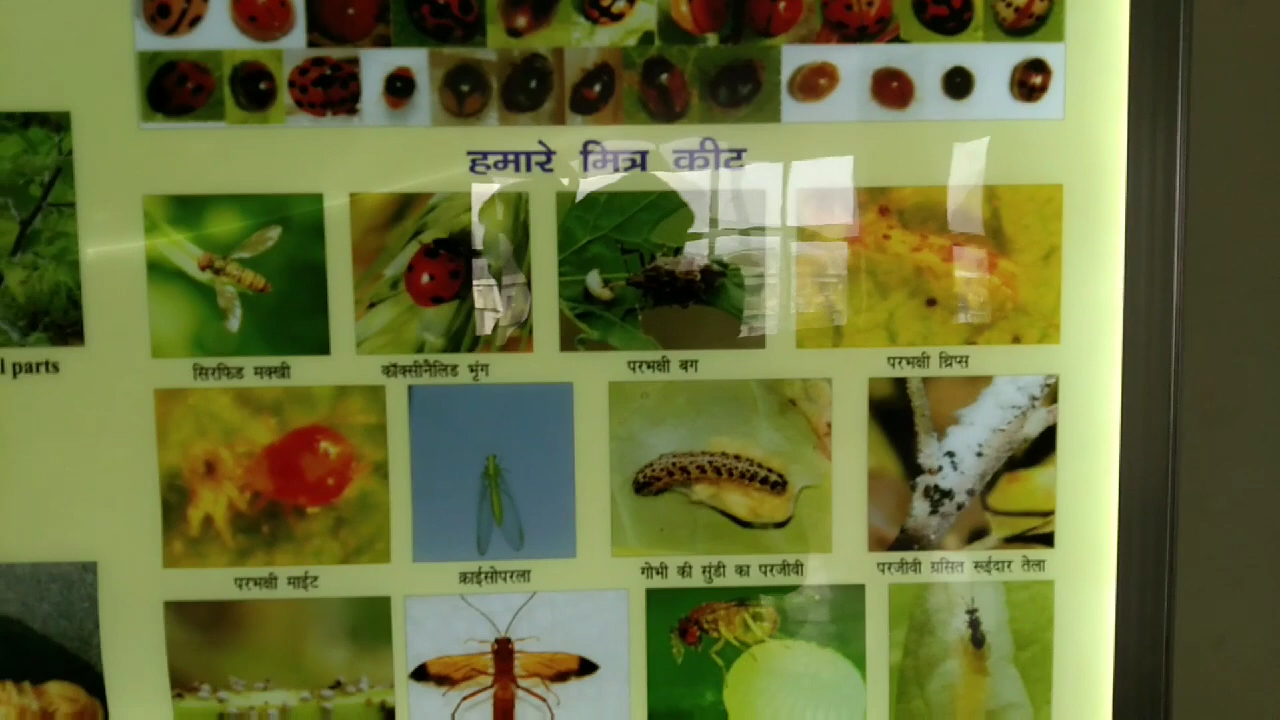 हमारे मित्र कीट
सिरफिड मक्खी
कॉक्सीनैलिड भृंग
परभक्षी बग
परभक्षी थ्रिप्स
l parts
परभक्षी माईट
क्राईसोपरला
गोभी की सुंडी का परजीवी
परजीवी ग्रसित रूईदार तेला